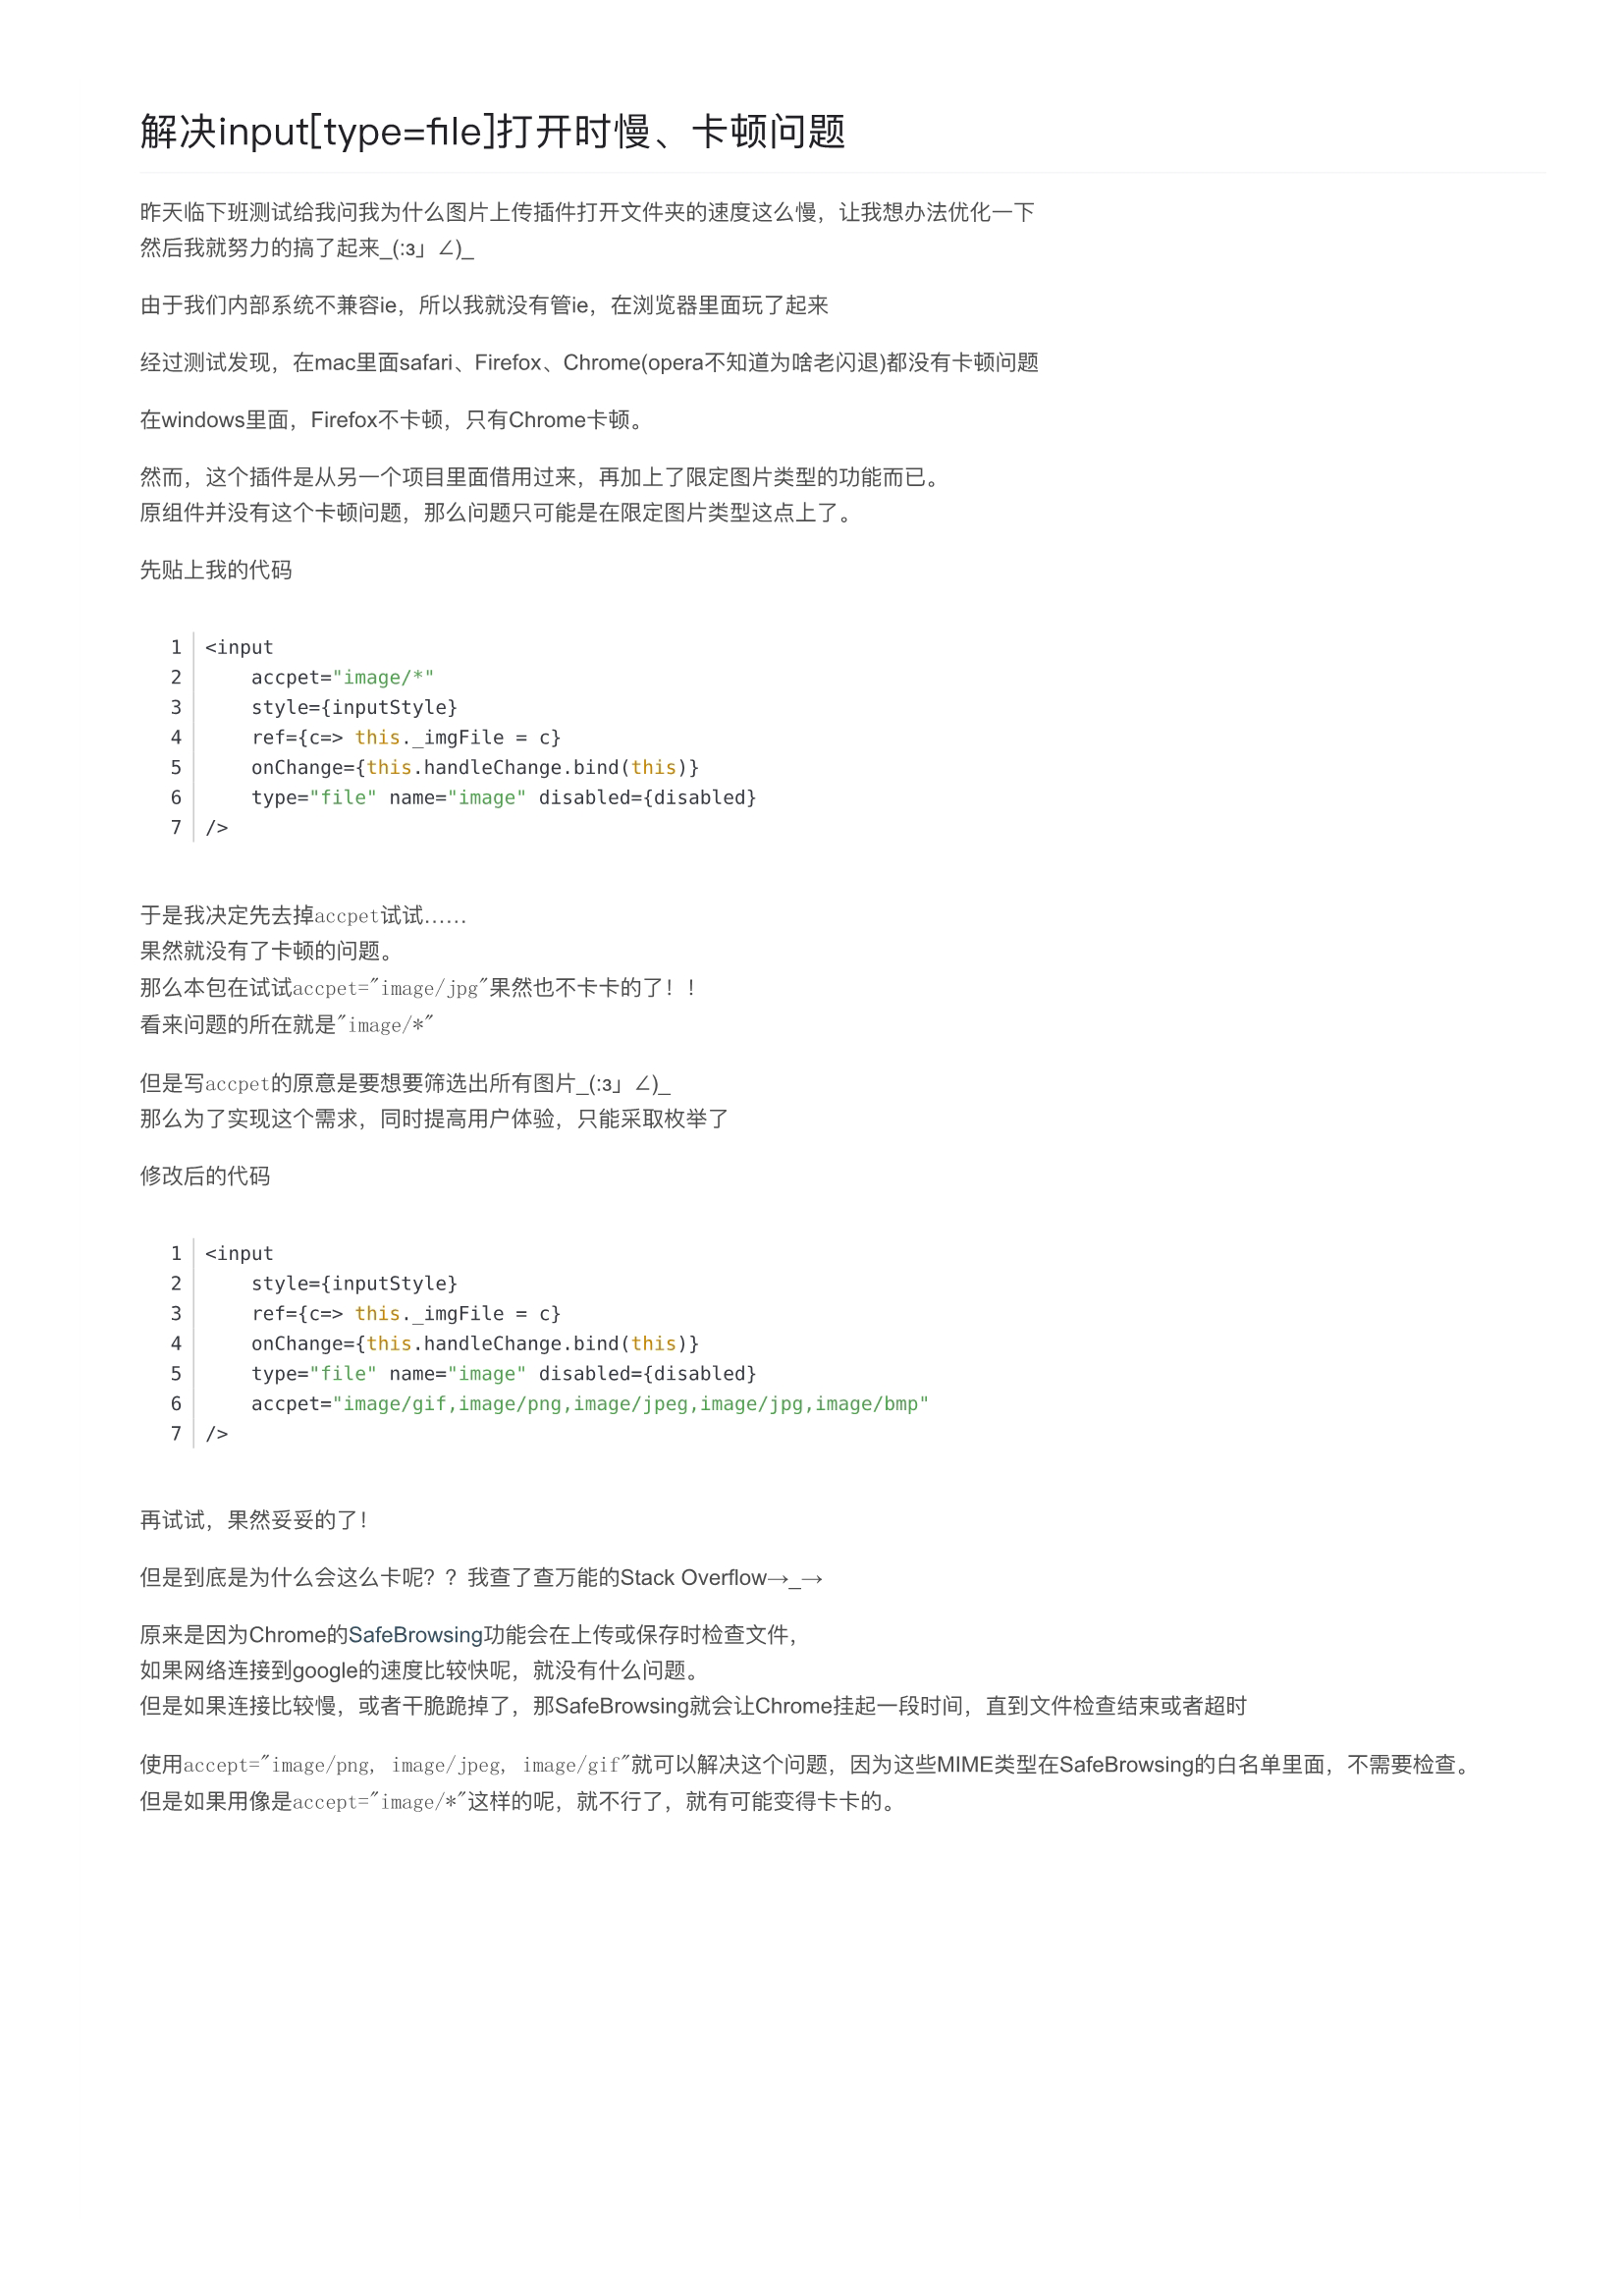 解决input[type=file]打开时慢、卡顿问题
昨天临下班测试给我问我为什么图片上传插件打开文件夹的速度这么慢，让我想办法优化一下
然后我就努力的搞了起来_(:з」∠)_
由于我们内部系统不兼容ie，所以我就没有管ie，在浏览器里面玩了起来
经过测试发现，在mac里面safari、Firefox、Chrome(opera不知道为啥老闪退)都没有卡顿问题
在windows里面，Firefox不卡顿，只有Chrome卡顿。
然而，这个插件是从另一个项目里面借用过来，再加上了限定图片类型的功能而已。
原组件并没有这个卡顿问题，那么问题只可能是在限定图片类型这点上了。
先贴上我的代码
1 <input
2     accpet="image/*"
3     style={inputStyle}
4     ref={c=> this._imgFile = c}
5     onChange={this.handleChange.bind(this)}
6     type="file" name="image" disabled={disabled}
7 />
于是我决定先去掉accpet试试……
果然就没有了卡顿的问题。
那么本包在试试accpet="image/jpg"果然也不卡卡的了！！
看来问题的所在就是"image/*"
但是写accpet的原意是要想要筛选出所有图片_(:з」∠)_
那么为了实现这个需求，同时提高用户体验，只能采取枚举了
修改后的代码
1 <input
2     style={inputStyle}
3     ref={c=> this._imgFile = c}
4     onChange={this.handleChange.bind(this)}
5     type="file" name="image" disabled={disabled}
6     accpet="image/gif,image/png,image/jpeg,image/jpg,image/bmp"
7 />
再试试，果然妥妥的了！
但是到底是为什么会这么卡呢？？我查了查万能的Stack Overflow→_→
原来是因为Chrome的SafeBrowsing功能会在上传或保存时检查文件，
如果网络连接到google的速度比较快呢，就没有什么问题。
但是如果连接比较慢，或者干脆跪掉了，那SafeBrowsing就会让Chrome挂起一段时间，直到文件检查结束或者超时
使用accept="image/png, image/jpeg, image/gif"就可以解决这个问题，因为这些MIME类型在SafeBrowsing的白名单里面，不需要检查。
但是如果用像是accept="image/*"这样的呢，就不行了，就有可能变得卡卡的。